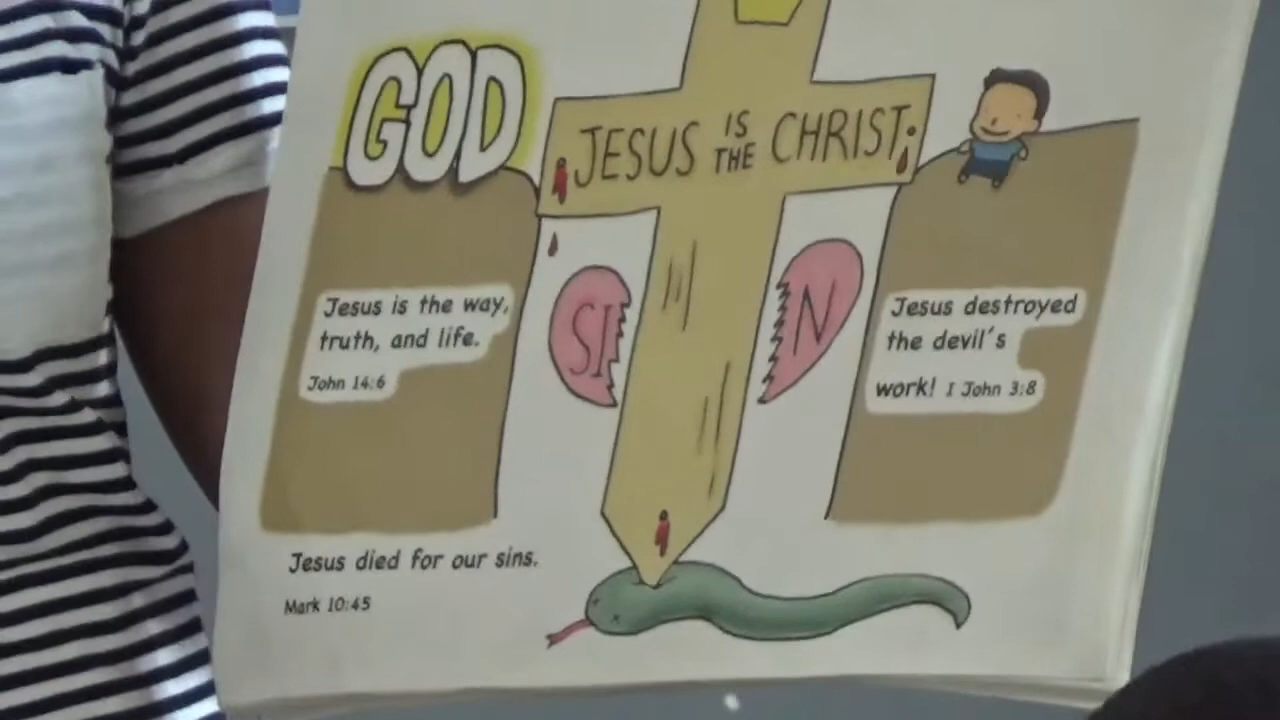 GOD
JESUS IS THE CHRIST
SIN
Jesus is the way,
truth, and life.
John 14:6
Jesus destroyed
the devil's
work! I John 3:8
Jesus died for our sins.
Mark 10:45